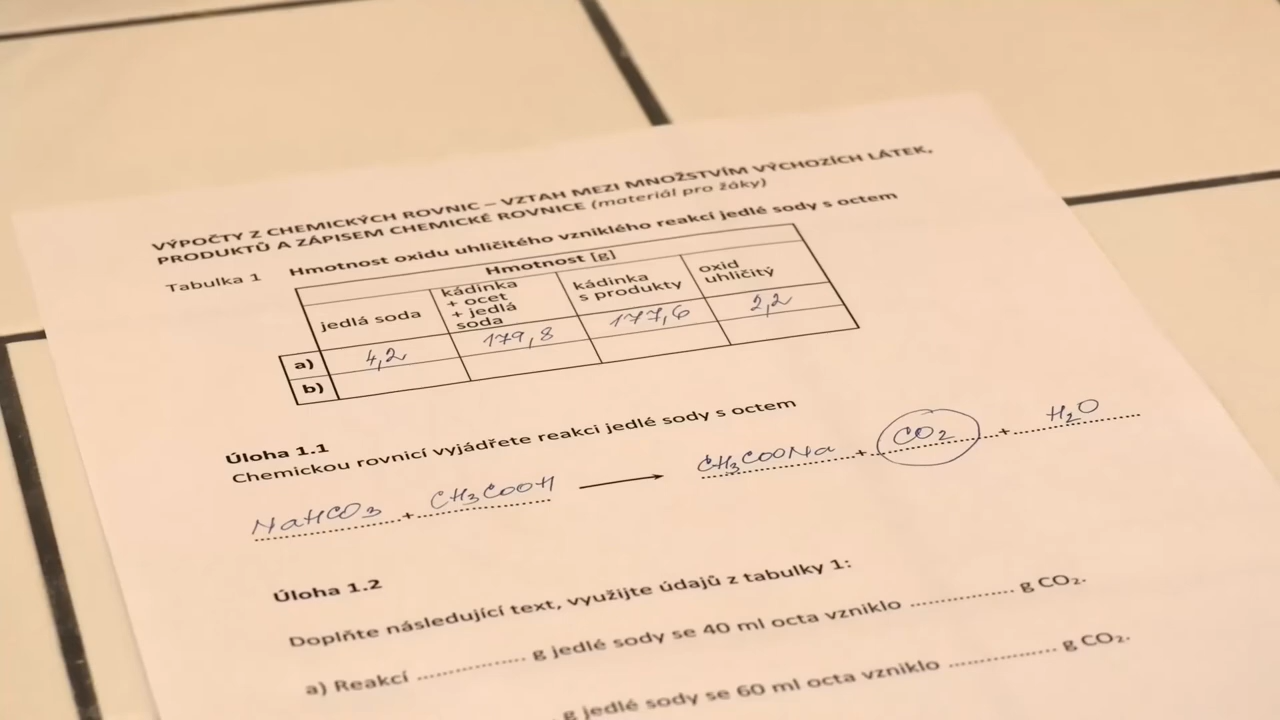 VÝPOČTY Z CHEMICKÝCH ROVNIC – VZTAH MEZI MNOŽSTVÍM VÝCHOZÍCH LÁTEK,
PRODUKTŮ A ZÁPISEM CHEMICKÉ ROVNICE (materiál pro žáky)
Tabulka 1 Hmotnost oxidu uhličitého vzniklého reakcí jedlé sody s octem
Hmotnost [g]
jedlá soda kádinka + ocet + jedlá soda kádinka s produkty oxid uhličitý
a) 4,2 179,8 177,6 2,2
b)
Úloha 1.1
Chemickou rovnicí vyjádřete reakci jedlé sody s octem
NaHCO₃ + CH₃COOH ⟶ CH₃COONa + CO₂ + H₂O
Úloha 1.2
Doplňte následující text, využijte údajů z tabulky 1:
a) Reakcí .................. g jedlé sody se 40 ml octa vzniklo .................. g CO₂.
g jedlé sody se 60 ml octa vzniklo .................. g CO₂.